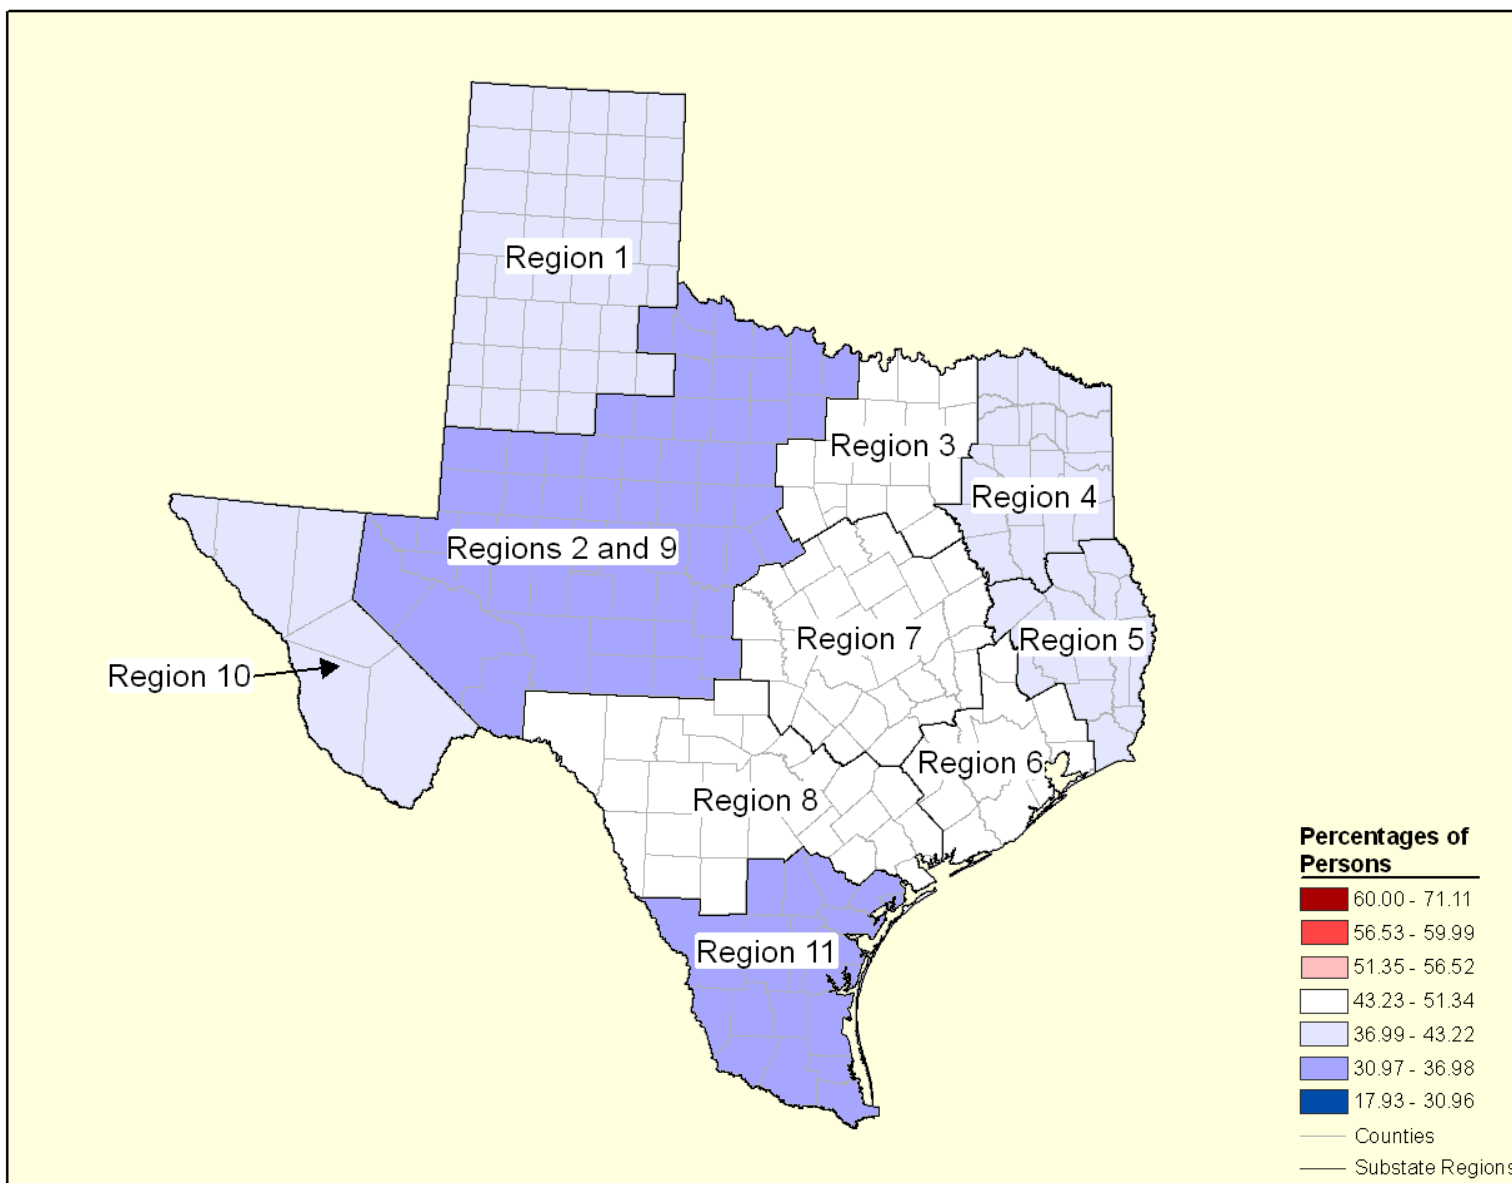 Region 1
Region 3
Region 4
Regions 2 and 9
Region 7
Region 5
Region 10
Region 6
Region 8
Region 11
Percentages of
Persons
60.00 - 71.11
56.53 - 59.99
51.35 - 56.52
43.23 - 51.34
36.99 - 43.22
30.97 - 36.98
17.93 - 30.96
Counties
Substate Regions